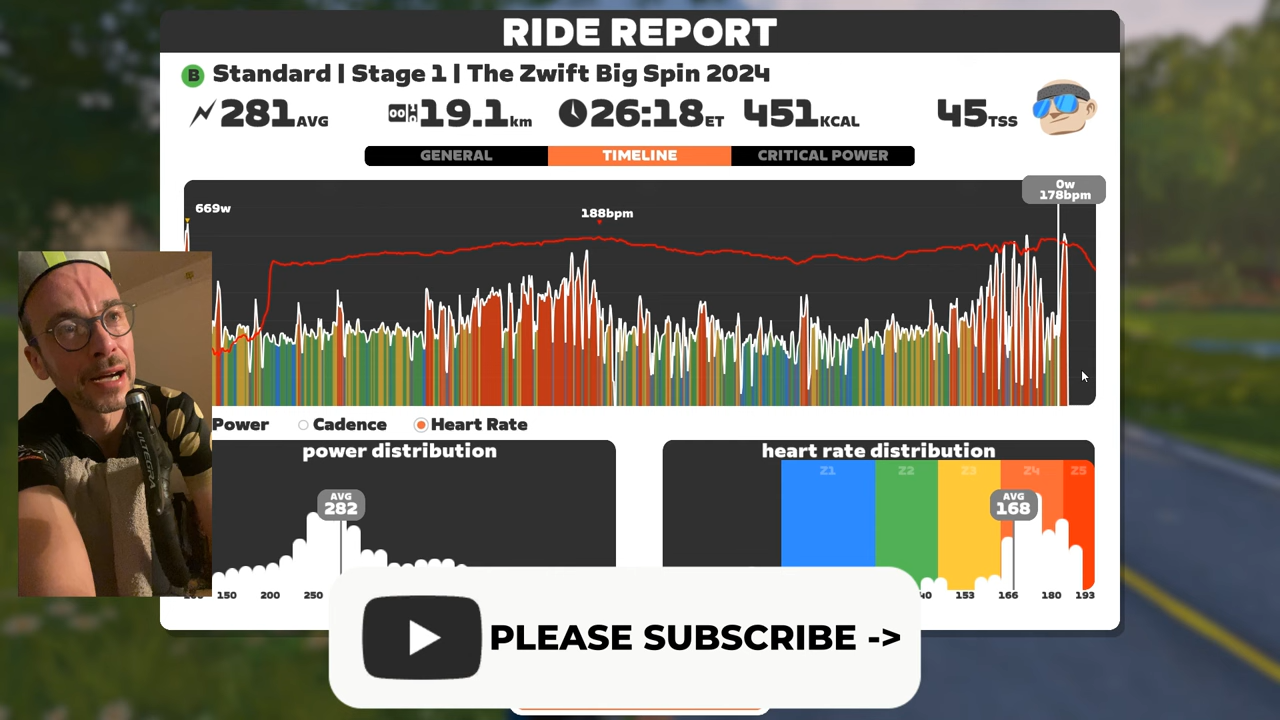 RIDE REPORT
B Standard | Stage 1 | The Zwift Big Spin 2024
281AVG 19.1km 26:18ET 451KCAL 45TSS
GENERAL TIMELINE CRITICAL POWER
0w
178bpm
669w
188bpm
Power Cadence Heart Rate
power distribution
heart rate distribution
Z1 Z2 Z3 Z4 Z5
AVG
282
AVG
168
150 200 250
153 166 180 193
PLEASE SUBSCRIBE ->
ULTEGRA